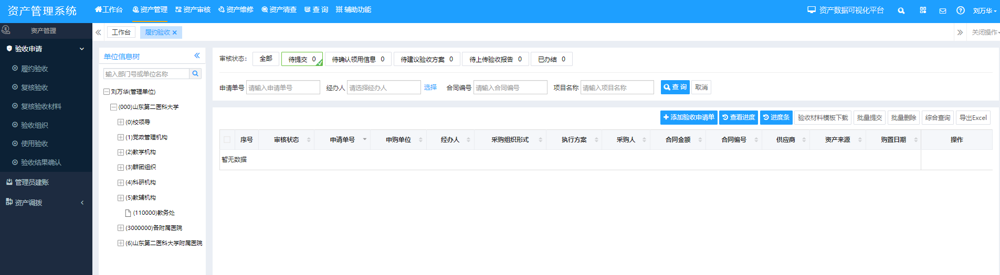 资产管理系统
工作台 资产管理 资产审核 资产维修 资产清查 查 询 辅助功能
资产数据可视化平台 刘万华
资产管理
工作台 履约验收
关闭操作
验收申请
履约验收
复核验收
复核验收材料
验收组织
使用验收
验收结果确认
管理员建账
资产调拨
单位信息树
输入部门号或单位名称
刘万华(管理单位)
(000)山东第二医科大学
(0)校领导
(1)党政管理机构
(2)教学机构
(3)群团组织
(4)科研机构
(5)教辅机构
(110000)教务处
(3000000)各附属医院
(6)山东第二医科大学附属医院
审核状态: 全部 待提交 0 待确认领用信息 0 待建议验收方案 0 待上传验收报告 0 已办结 0
申请单号 请输入申请单号 经办人 请选择经办人 选择 合同编号 请输入合同编号 项目名称 请输入项目名称 查 询 取消
添加验收申请单 查看进度 进度条 验收材料模板下载 批量提交 批量删除 综合查询 导出Excel
序号 审核状态 申请单号 申购单位 经办人 采购组织形式 执行方案 采购人 合同金额 合同编号 供应商 资产来源 购置日期 操作
暂无数据